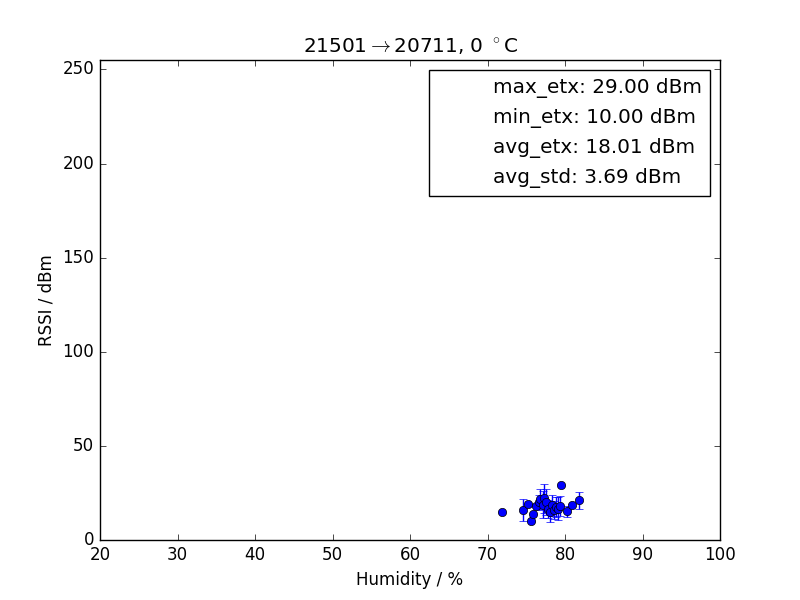 21501→20711, 0 °C
max_etx: 29.00 dBm
min_etx: 10.00 dBm
avg_etx: 18.01 dBm
avg_std: 3.69 dBm
RSSI / dBm
250
200
150
100
50
0
20 30 40 50 60 70 80 90 100
Humidity / %